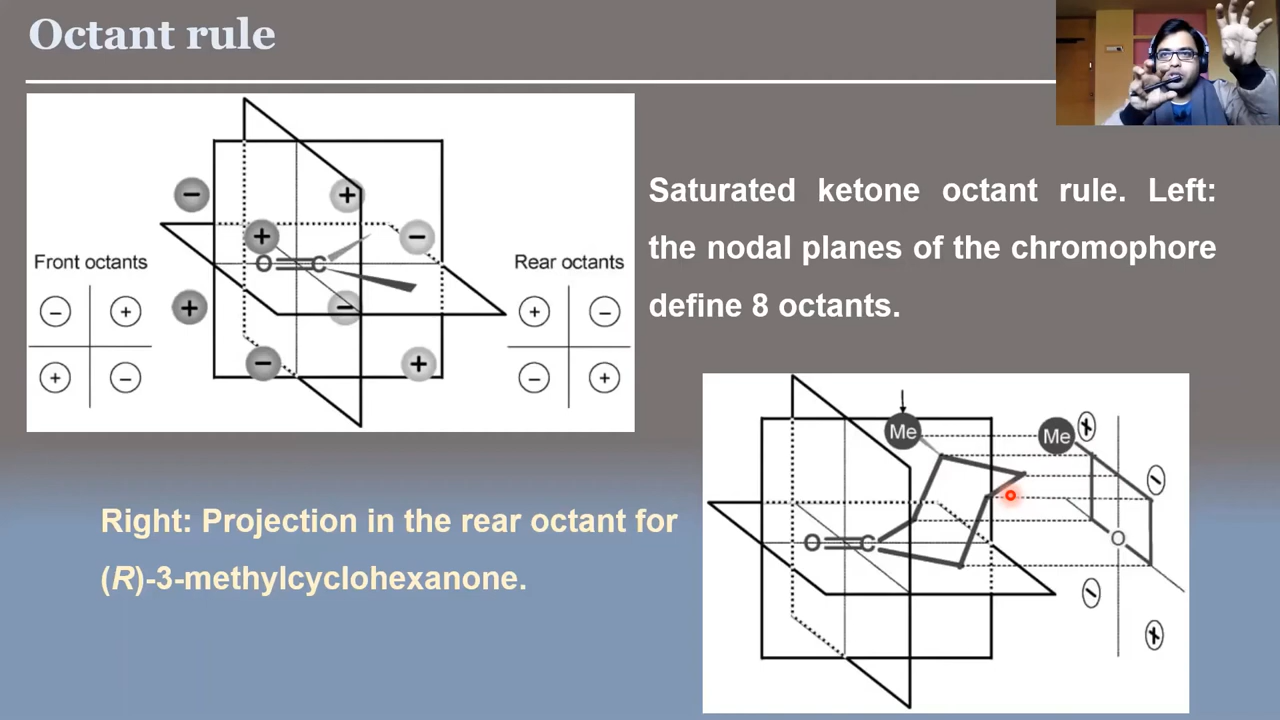 Octant rule
Saturated ketone octant rule. Left:
the nodal planes of the chromophore
define 8 octants.
Front octants
− +
+ −
− + + −
O C
+ − − +
Rear octants
+ −
− +
Right: Projection in the rear octant for
(R)-3-methylcyclohexanone.
Me Me + −
O C O
− +